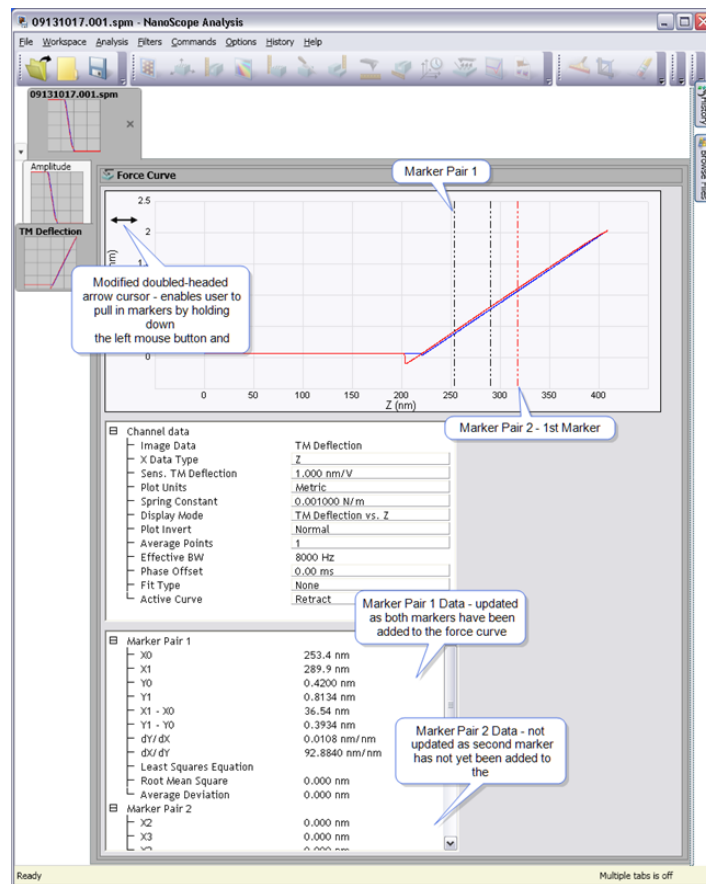 09131017.001.spm - NanoScope Analysis
File Workspace Analysis Filters Commands Options History Help
09131017.001.spm
History
Browse Files
Amplitude
TM Deflection
Force Curve
Marker Pair 1
2.5
2
Modified doubled-headed
arrow cursor - enables user to
pull in markers by holding
down
the left mouse button and
0
0 50 100 150 200 250 300 350 400
Z (nm)
Marker Pair 2 - 1st Marker
Channel data
Image Data TM Deflection
X Data Type Z
Sens. TM Deflection 1.000 nm/V
Plot Units Metric
Spring Constant 0.001000 N/m
Display Mode TM Deflection vs. Z
Plot Invert Normal
Average Points 1
Effective BW 8000 Hz
Phase Offset 0.00 ms
Fit Type None
Active Curve Retract
Marker Pair 1 Data - updated
as both markers have been
added to the force curve
Marker Pair 1
X0 253.4 nm
X1 289.9 nm
Y0 0.4200 nm
Y1 0.8134 nm
X1 - X0 36.54 nm
Y1 - Y0 0.3934 nm
dY/dX 0.0108 nm/nm
dX/dY 92.8840 nm/nm
Least Squares Equation
Root Mean Square 0.000 nm
Average Deviation 0.000 nm
Marker Pair 2 Data - not
updated as second marker
has not yet been added to
the
Marker Pair 2
X2 0.000 nm
X3 0.000 nm
Ready Multiple tabs is off